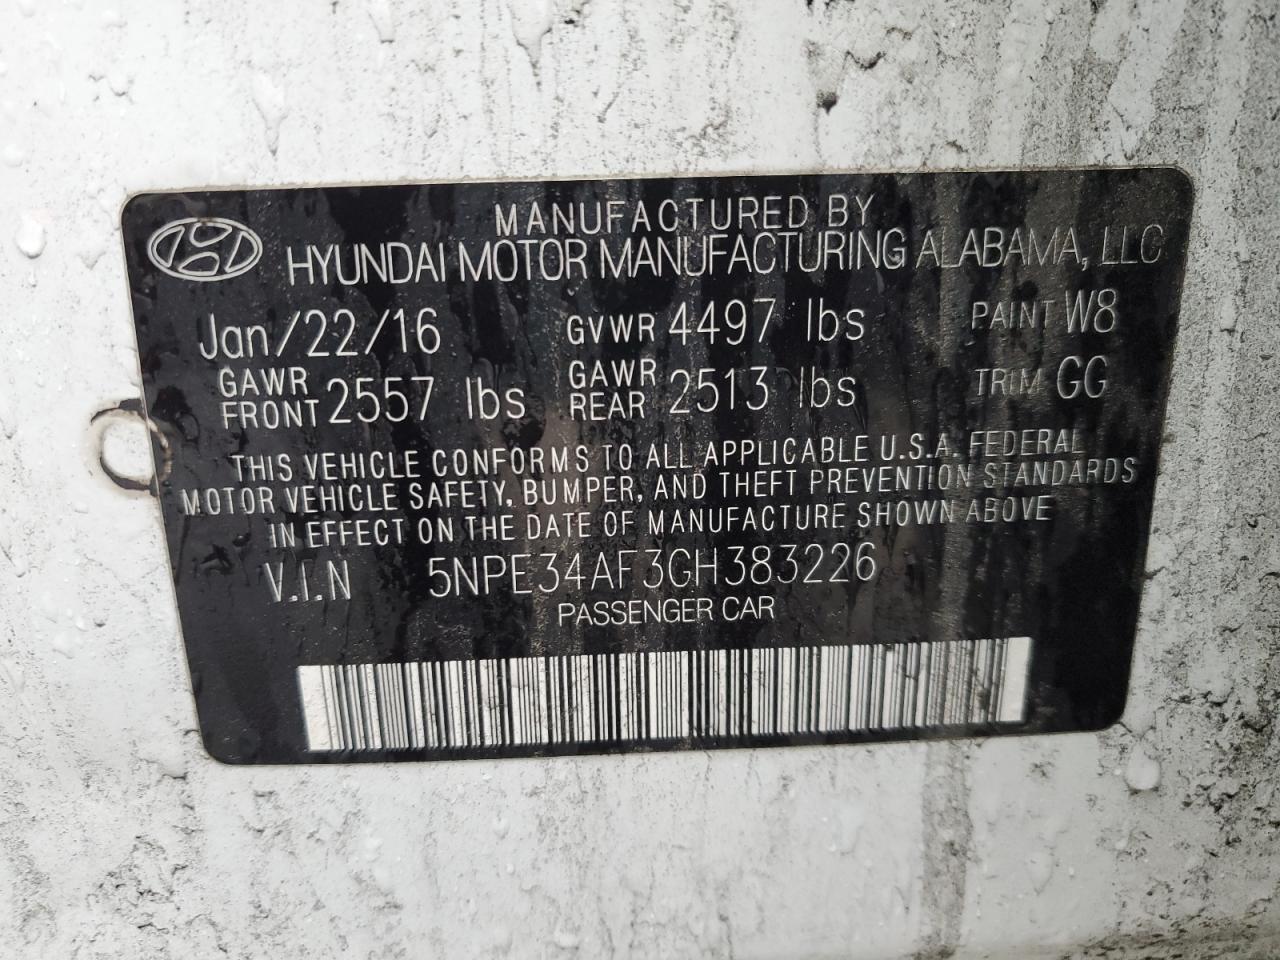 MANUFACTURED BY
HYUNDAI MOTOR MANUFACTURING ALABAMA, LLC
Jan/22/16 GVWR 4497 lbs PAINT W8
GAWR FRONT 2557 lbs GAWR REAR 2513 lbs TRIM GG
THIS VEHICLE CONFORMS TO ALL APPLICABLE U.S.A. FEDERAL
MOTOR VEHICLE SAFETY, BUMPER, AND THEFT PREVENTION STANDARDS
IN EFFECT ON THE DATE OF MANUFACTURE SHOWN ABOVE
V.I.N 5NPE34AF3GH383226
PASSENGER CAR